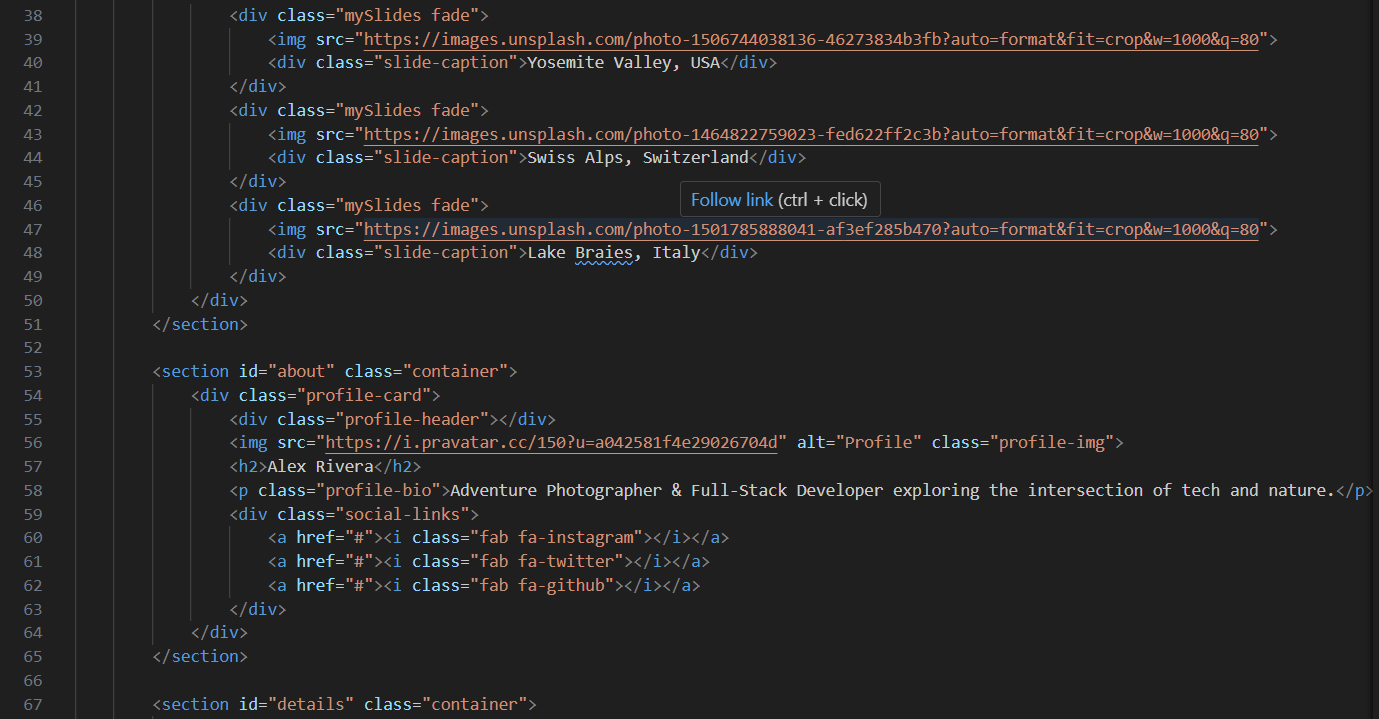 38 <div class="mySlides fade">
39 <img src="https://images.unsplash.com/photo-1506744038136-46273834b3fb?auto=format&fit=crop&w=1000&q=80">
40 <div class="slide-caption">Yosemite Valley, USA</div>
41 </div>
42 <div class="mySlides fade">
43 <img src="https://images.unsplash.com/photo-1464822759023-fed622ff2c3b?auto=format&fit=crop&w=1000&q=80">
44 <div class="slide-caption">Swiss Alps, Switzerland</div>
45 </div>
46 <div class="mySlides fade">
Follow link (ctrl + click)
47 <img src="https://images.unsplash.com/photo-1501785888041-af3ef285b470?auto=format&fit=crop&w=1000&q=80">
48 <div class="slide-caption">Lake Braies, Italy</div>
49 </div>
50 </div>
51 </section>
52
53 <section id="about" class="container">
54 <div class="profile-card">
55 <div class="profile-header"></div>
56 <img src="https://i.pravatar.cc/150?u=a042581f4e29026704d" alt="Profile" class="profile-img">
57 <h2>Alex Rivera</h2>
58 <p class="profile-bio">Adventure Photographer & Full-Stack Developer exploring the intersection of tech and nature.</p>
59 <div class="social-links">
60 <a href="#"><i class="fab fa-instagram"></i></a>
61 <a href="#"><i class="fab fa-twitter"></i></a>
62 <a href="#"><i class="fab fa-github"></i></a>
63 </div>
64 </div>
65 </section>
66
67 <section id="details" class="container">